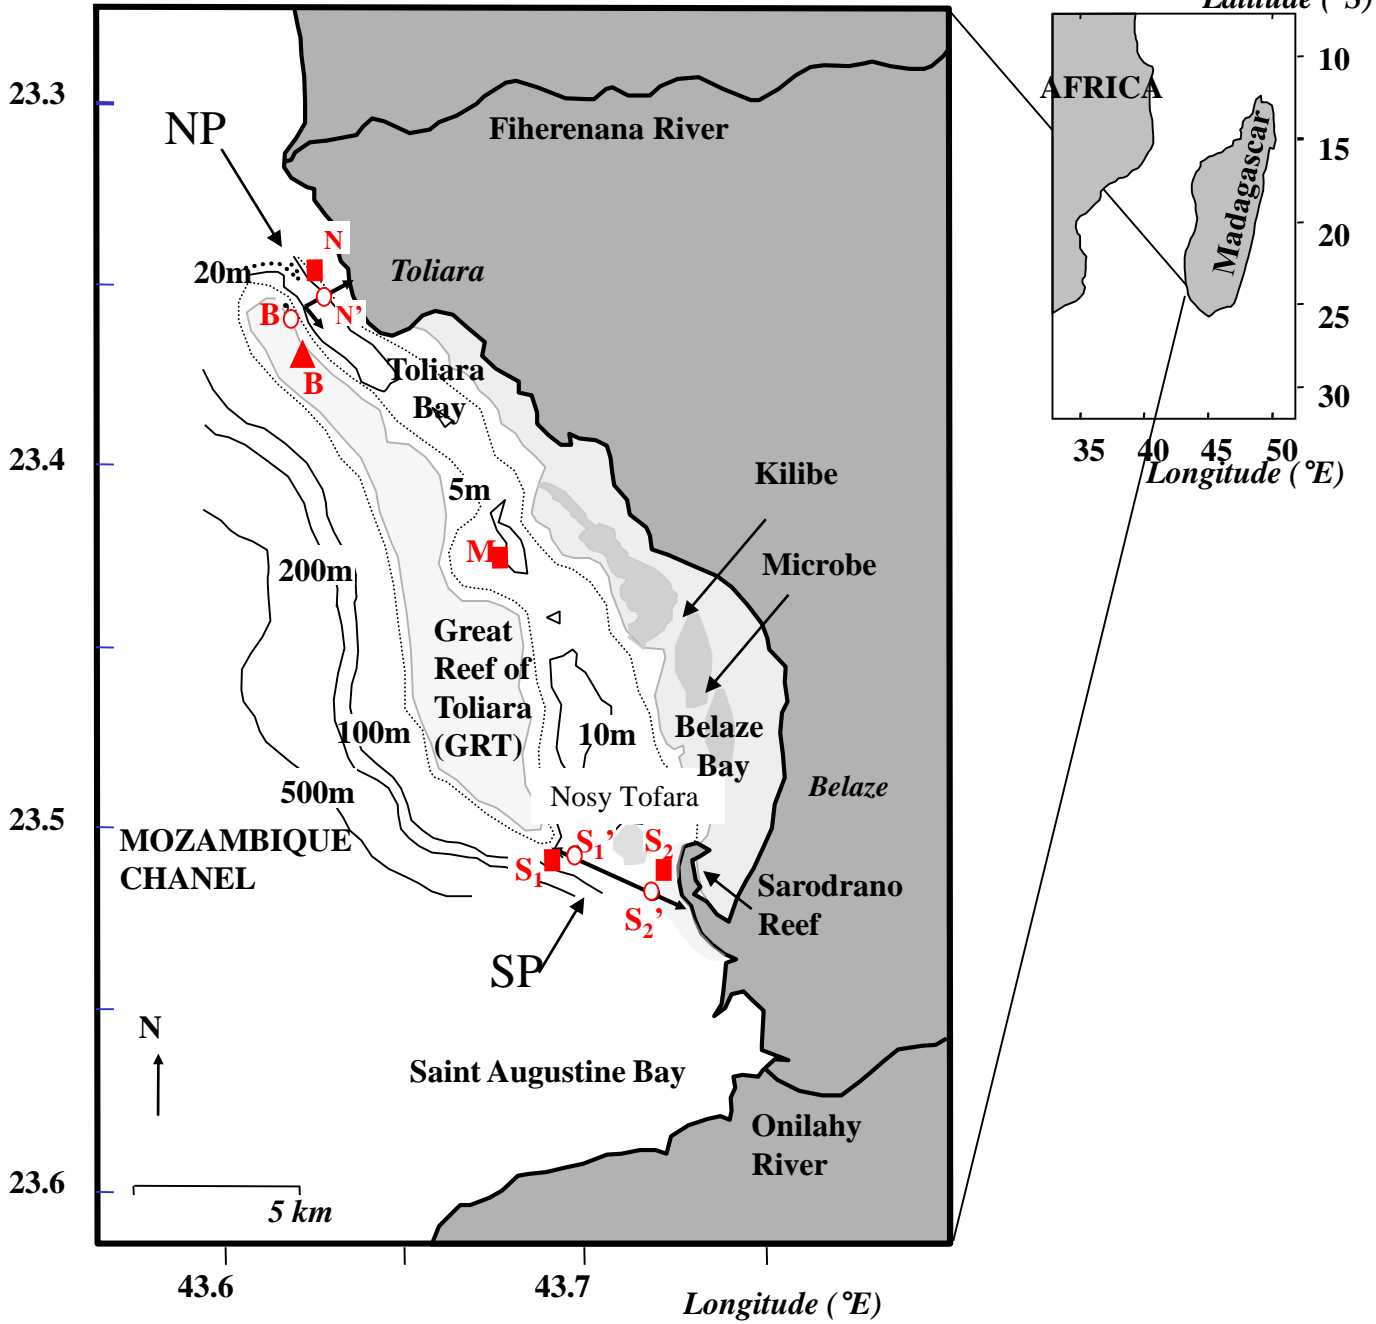 Latitude (°S)
23.3
NP
Fiherenana River
AFRICA
10
15
20
25
30
Madagascar
35 40 45 50
Longitude (°E)
N
20m
Toliara
B
N’
B
Toliara
Bay
23.4
5m
Kilibe
M
Microbe
200m
Great
Reef of
Toliara
(GRT)
100m
10m
Belaze
Bay
500m
Nosy Tofara
Belaze
23.5
MOZAMBIQUE
CHANEL
S1
S1’
S2
S2’
Sarodrano
Reef
SP
N
Saint Augustine Bay
Onilahy
River
23.6
5 km
43.6
43.7
Longitude (°E)